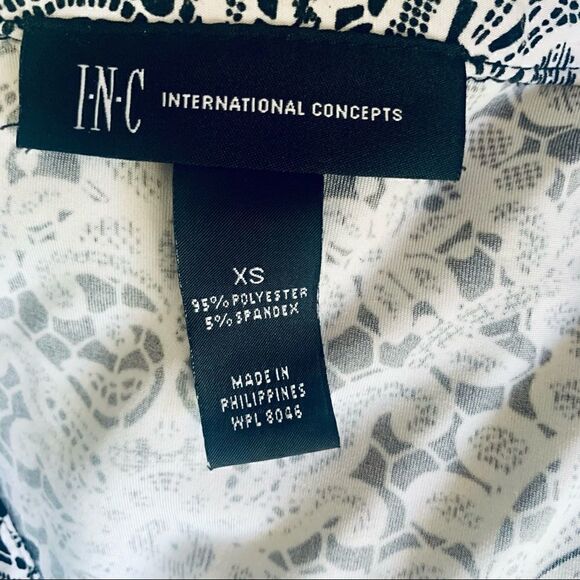 I·N·C INTERNATIONAL CONCEPTS
XS
95% POLYESTER
5% SPANDEX
MADE IN
PHILIPPINES
WPL 8046